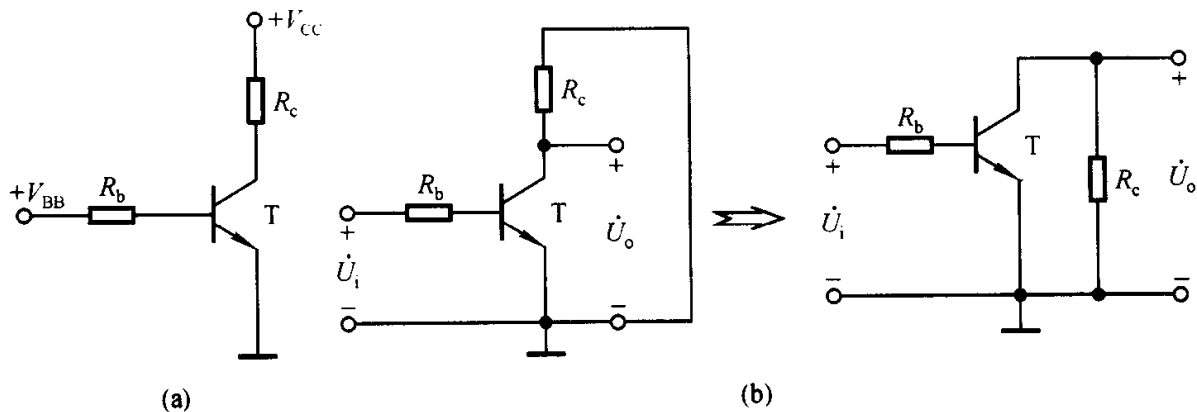 +V_CC
R_c
+V_BB
R_b
T
(a)
R_c
+
R_b
T
+
U̇_o
U̇_i
−
−
R_b
T
+
+
R_c
U̇_o
U̇_i
−
−
(b)